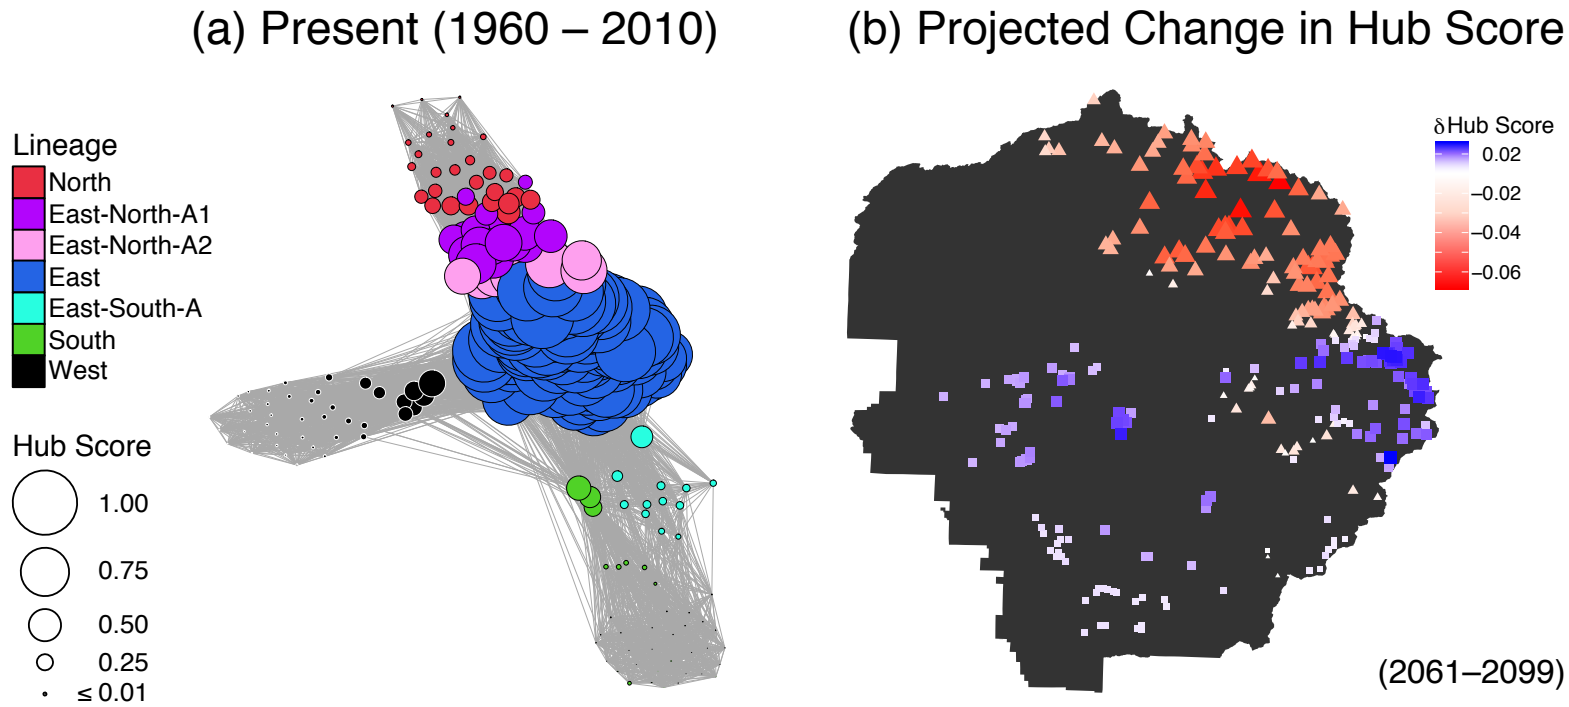 (a) Present (1960 – 2010)
Lineage
North
East-North-A1
East-North-A2
East
East-South-A
South
West
Hub Score
1.00
0.75
0.50
0.25
≤ 0.01
(b) Projected Change in Hub Score
δHub Score
0.02
−0.02
−0.04
−0.06
(2061–2099)